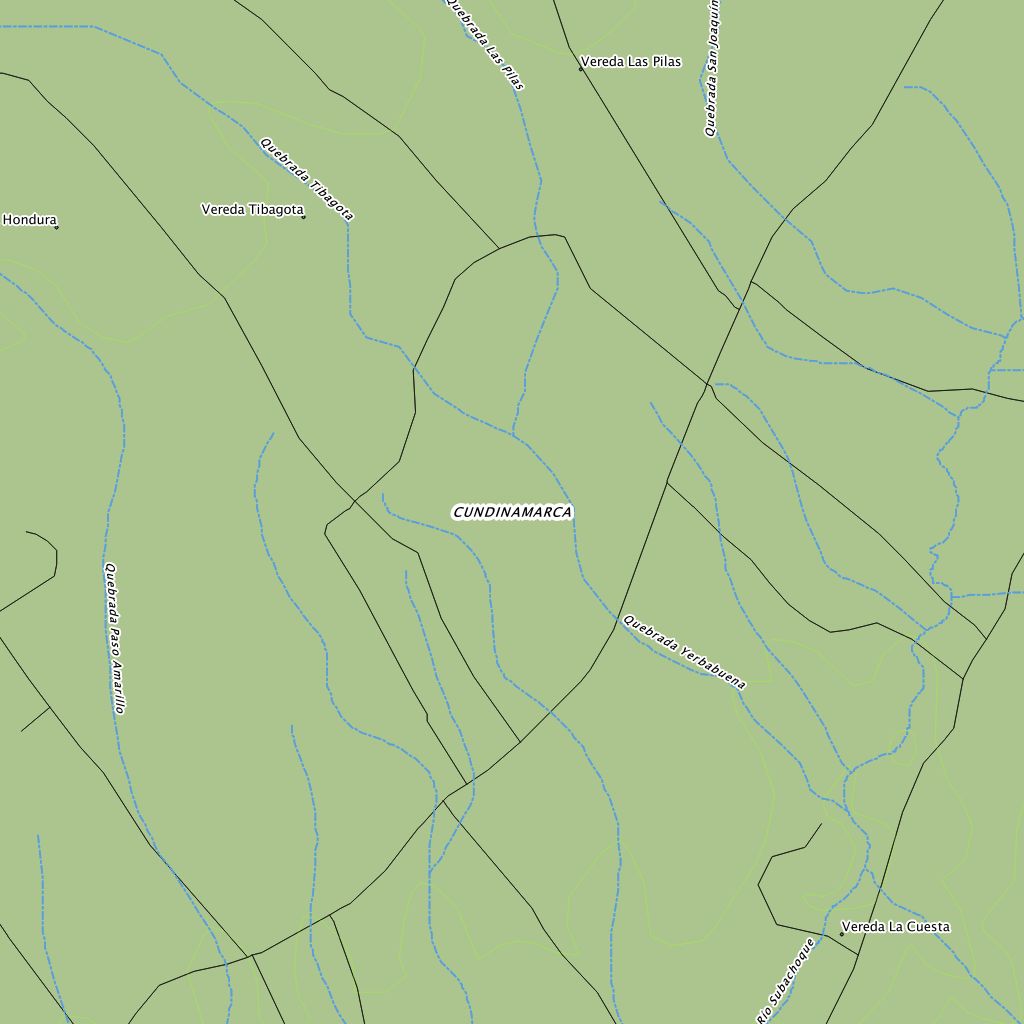 Quebrada Las Pilas
Vereda Las Pilas
Quebrada San Joaquín
Quebrada Tibagota
Vereda Tibagota
Hondura
CUNDINAMARCA
Quebrada Paso Amarillo
Quebrada Yerbabuena
Vereda La Cuesta
Río Subachoque